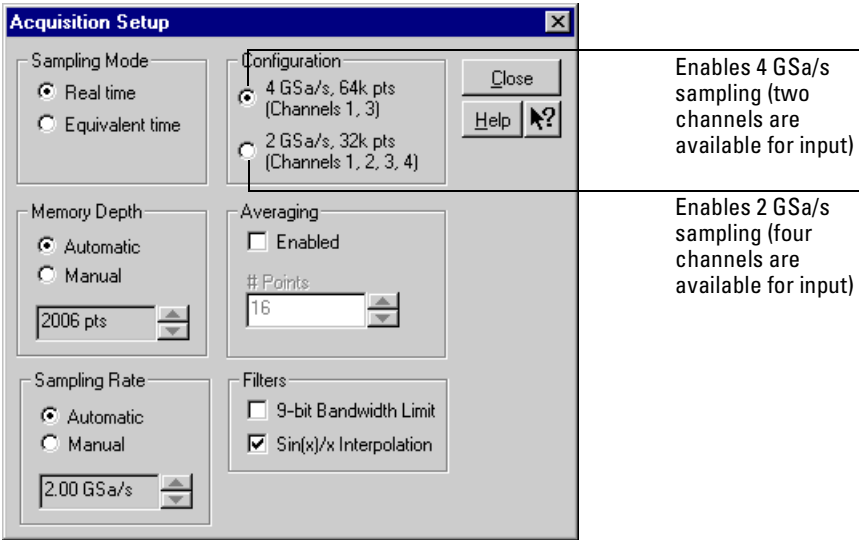 Acquisition Setup
Sampling Mode
Real time
Equivalent time
Configuration
4 GSa/s, 64k pts
(Channels 1, 3)
2 GSa/s, 32k pts
(Channels 1, 2, 3, 4)
Close
Help
?
Memory Depth
Automatic
Manual
2006 pts
Averaging
Enabled
# Points
16
Sampling Rate
Automatic
Manual
2.00 GSa/s
Filters
9-bit Bandwidth Limit
Sin(x)/x Interpolation
Enables 4 GSa/s
sampling (two
channels are
available for input)
Enables 2 GSa/s
sampling (four
channels are
available for input)